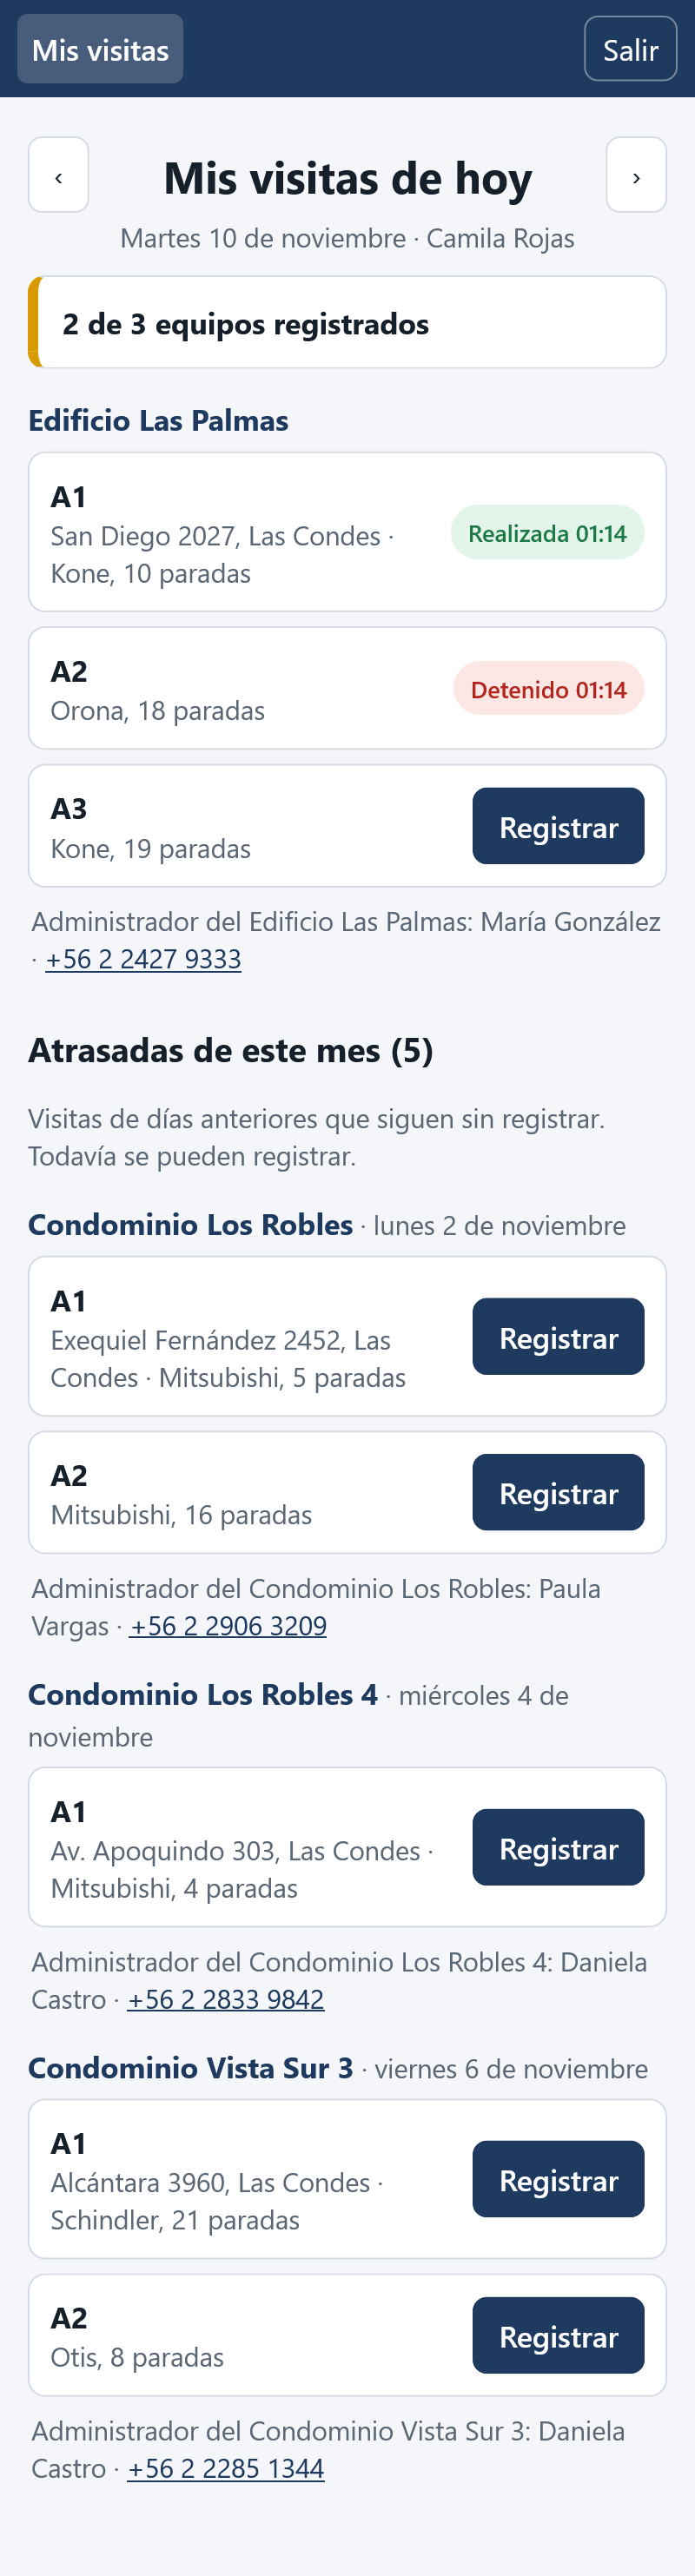 Mis visitas
Salir
‹
Mis visitas de hoy
›
Martes 10 de noviembre · Camila Rojas
2 de 3 equipos registrados
Edificio Las Palmas
A1
San Diego 2027, Las Condes ·
Kone, 10 paradas
Realizada 01:14
A2
Orona, 18 paradas
Detenido 01:14
A3
Kone, 19 paradas
Registrar
Administrador del Edificio Las Palmas: María González
· +56 2 2427 9333
Atrasadas de este mes (5)
Visitas de días anteriores que siguen sin registrar.
Todavía se pueden registrar.
Condominio Los Robles · lunes 2 de noviembre
A1
Exequiel Fernández 2452, Las
Condes · Mitsubishi, 5 paradas
Registrar
A2
Mitsubishi, 16 paradas
Registrar
Administrador del Condominio Los Robles: Paula
Vargas · +56 2 2906 3209
Condominio Los Robles 4 · miércoles 4 de
noviembre
A1
Av. Apoquindo 303, Las Condes ·
Mitsubishi, 4 paradas
Registrar
Administrador del Condominio Los Robles 4: Daniela
Castro · +56 2 2833 9842
Condominio Vista Sur 3 · viernes 6 de noviembre
A1
Alcántara 3960, Las Condes ·
Schindler, 21 paradas
Registrar
A2
Otis, 8 paradas
Registrar
Administrador del Condominio Vista Sur 3: Daniela
Castro · +56 2 2285 1344